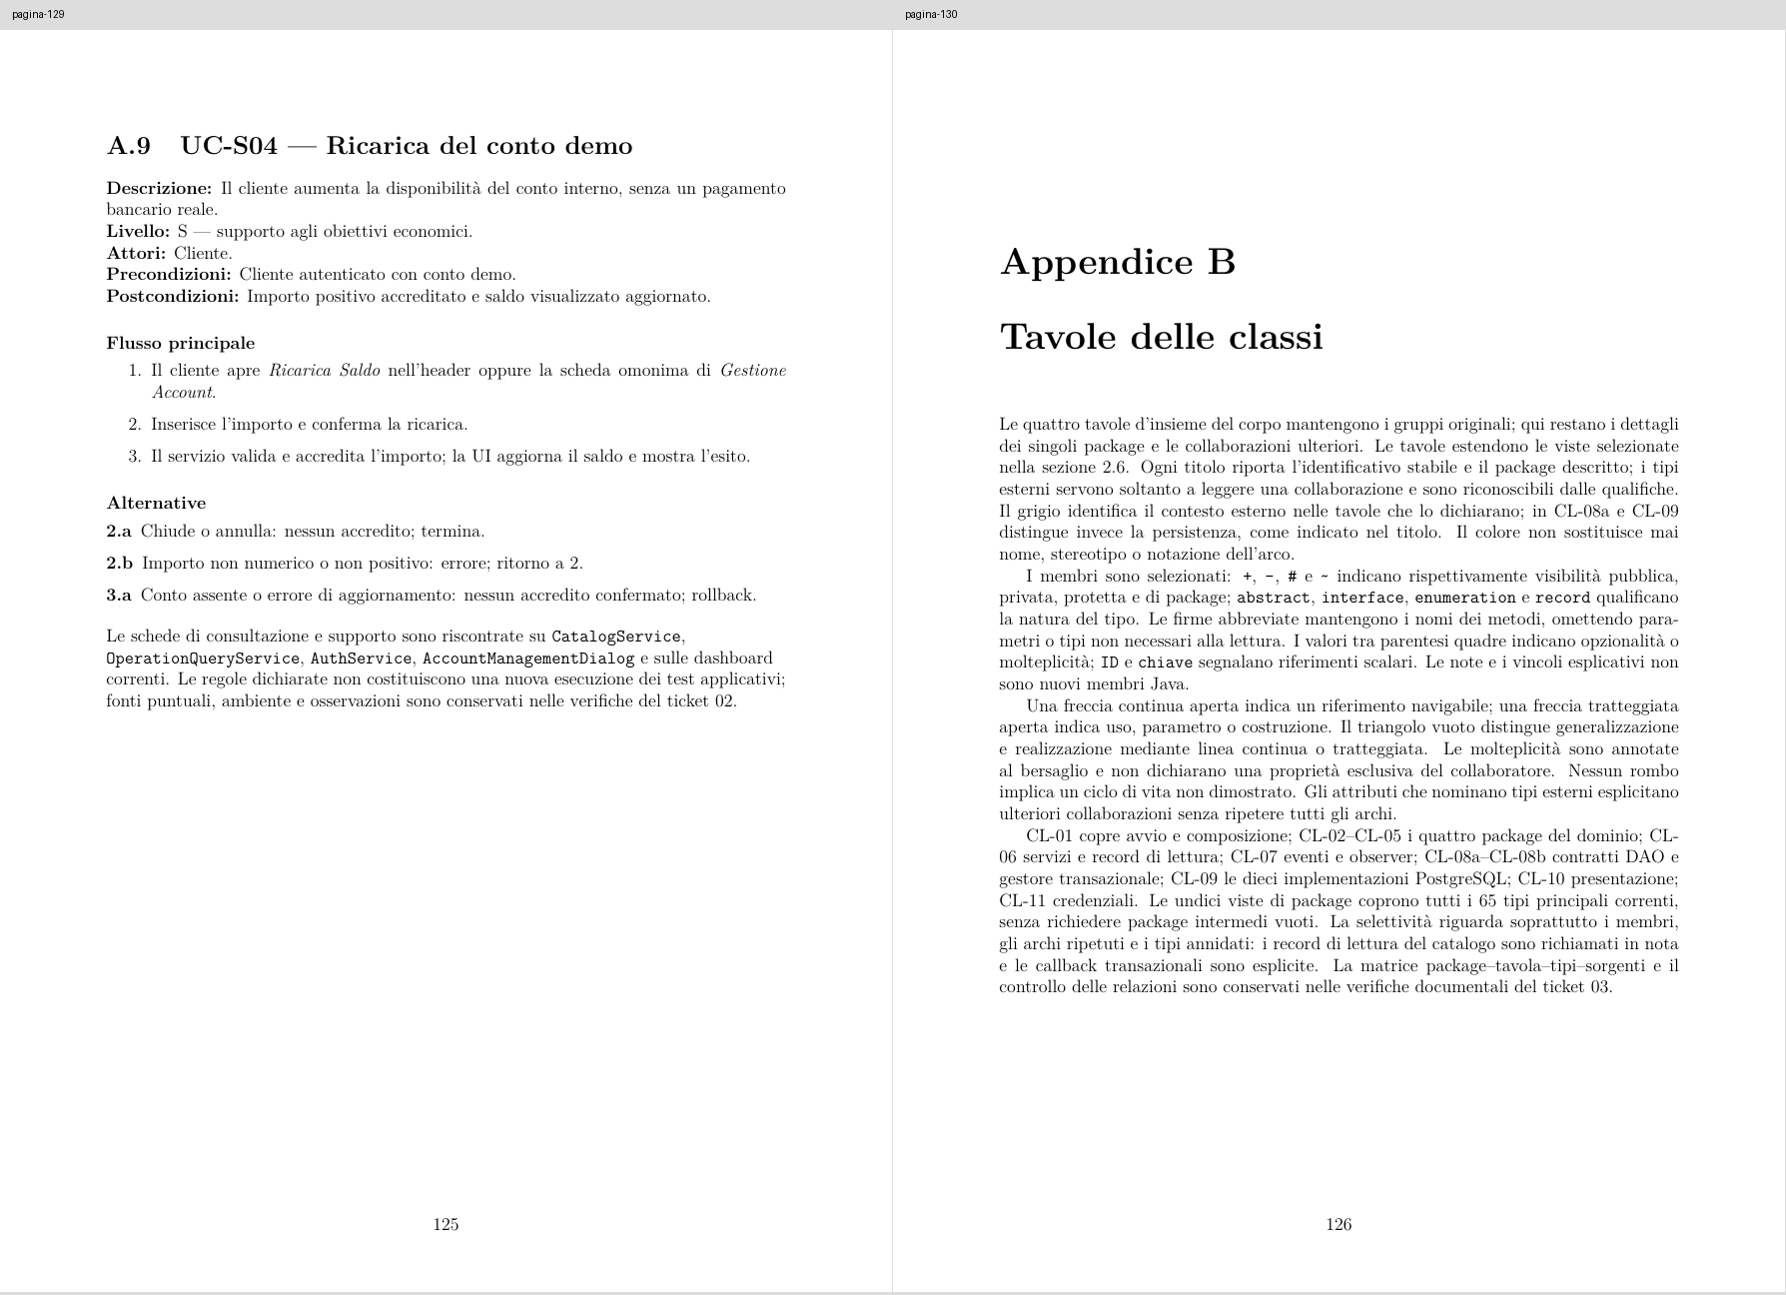 pagina-129
A.9 UC-S04 — Ricarica del conto demo
Descrizione: Il cliente aumenta la disponibilità del conto interno, senza un pagamento
bancario reale.
Livello: S — supporto agli obiettivi economici.
Attori: Cliente.
Precondizioni: Cliente autenticato con conto demo.
Postcondizioni: Importo positivo accreditato e saldo visualizzato aggiornato.
Flusso principale
1. Il cliente apre Ricarica Saldo nell'header oppure la scheda omonima di Gestione
Account.
2. Inserisce l'importo e conferma la ricarica.
3. Il servizio valida e accredita l'importo; la UI aggiorna il saldo e mostra l'esito.
Alternative
2.a Chiude o annulla: nessun accredito; termina.
2.b Importo non numerico o non positivo: errore; ritorno a 2.
3.a Conto assente o errore di aggiornamento: nessun accredito confermato; rollback.
Le schede di consultazione e supporto sono riscontrate su CatalogService,
OperationQueryService, AuthService, AccountManagementDialog e sulle dashboard
correnti. Le regole dichiarate non costituiscono una nuova esecuzione dei test applicativi;
fonti puntuali, ambiente e osservazioni sono conservati nelle verifiche del ticket 02.
125
pagina-130
Appendice B
Tavole delle classi
Le quattro tavole d'insieme del corpo mantengono i gruppi originali; qui restano i dettagli
dei singoli package e le collaborazioni ulteriori. Le tavole estendono le viste selezionate
nella sezione 2.6. Ogni titolo riporta l'identificativo stabile e il package descritto; i tipi
esterni servono soltanto a leggere una collaborazione e sono riconoscibili dalle qualifiche.
Il grigio identifica il contesto esterno nelle tavole che lo dichiarano; in CL-08a e CL-09
distingue invece la persistenza, come indicato nel titolo. Il colore non sostituisce mai
nome, stereotipo o notazione dell'arco.
I membri sono selezionati: +, -, # e ~ indicano rispettivamente visibilità pubblica,
privata, protetta e di package; abstract, interface, enumeration e record qualificano
la natura del tipo. Le firme abbreviate mantengono i nomi dei metodi, omettendo para-
metri o tipi non necessari alla lettura. I valori tra parentesi quadre indicano opzionalità o
molteplicità; ID e chiave segnalano riferimenti scalari. Le note e i vincoli esplicativi non
sono nuovi membri Java.
Una freccia continua aperta indica un riferimento navigabile; una freccia tratteggiata
aperta indica uso, parametro o costruzione. Il triangolo vuoto distingue generalizzazione
e realizzazione mediante linea continua o tratteggiata. Le molteplicità sono annotate
al bersaglio e non dichiarano una proprietà esclusiva del collaboratore. Nessun rombo
implica un ciclo di vita non dimostrato. Gli attributi che nominano tipi esterni esplicitano
ulteriori collaborazioni senza ripetere tutti gli archi.
CL-01 copre avvio e composizione; CL-02–CL-05 i quattro package del dominio; CL-
06 servizi e record di lettura; CL-07 eventi e observer; CL-08a–CL-08b contratti DAO e
gestore transazionale; CL-09 le dieci implementazioni PostgreSQL; CL-10 presentazione;
CL-11 credenziali. Le undici viste di package coprono tutti i 65 tipi principali correnti,
senza richiedere package intermedi vuoti. La selettività riguarda soprattutto i membri,
gli archi ripetuti e i tipi annidati: i record di lettura del catalogo sono richiamati in nota
e le callback transazionali sono esplicite. La matrice package–tavola–tipi–sorgenti e il
controllo delle relazioni sono conservati nelle verifiche documentali del ticket 03.
126